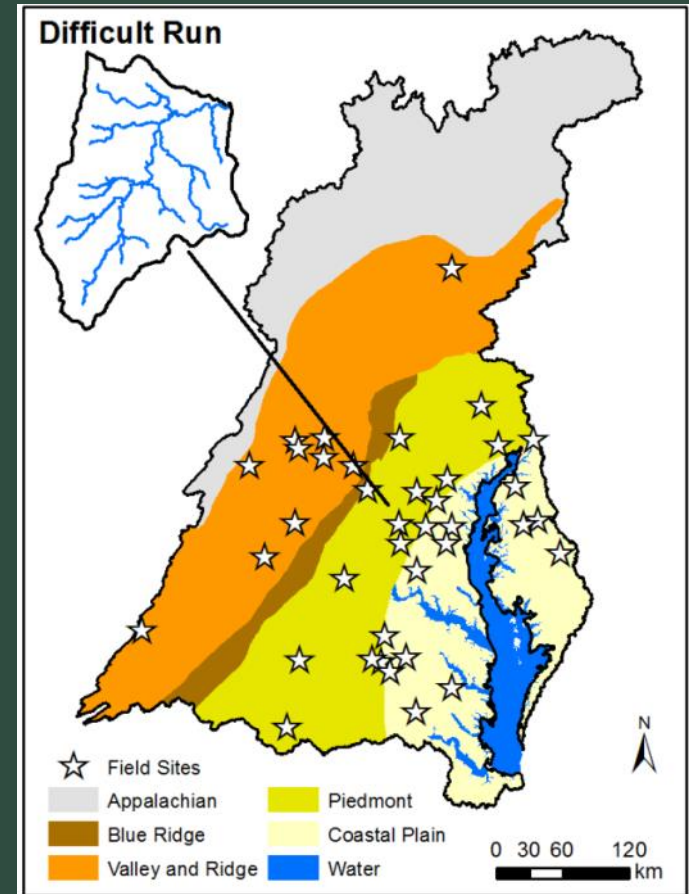 Difficult Run
N
Field Sites
Appalachian
Piedmont
Blue Ridge
Coastal Plain
Valley and Ridge
Water
0 30 60 120
km